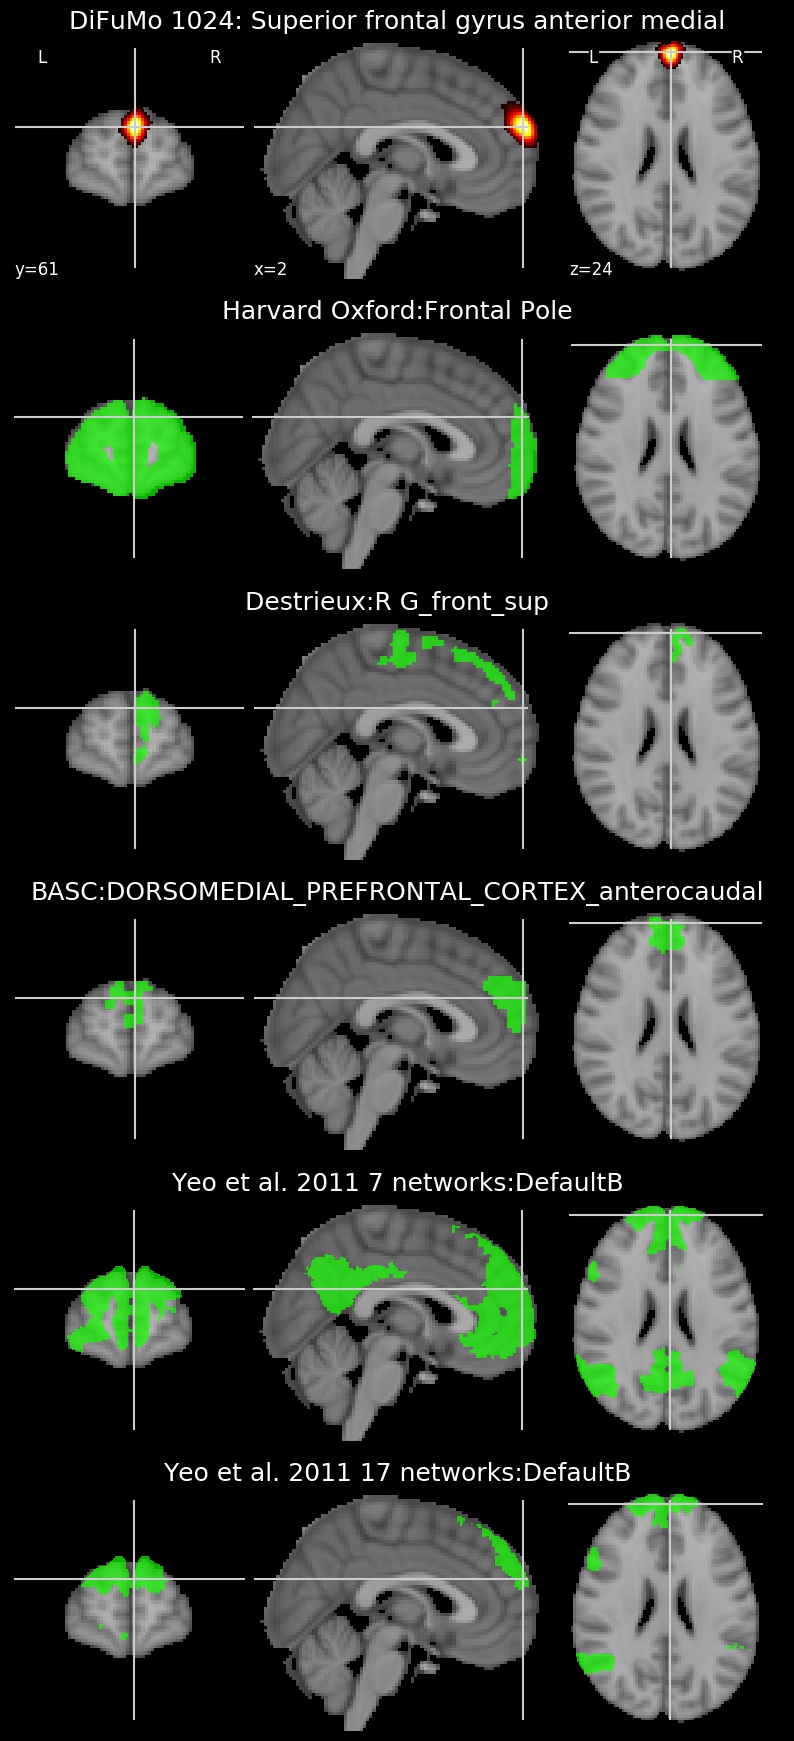 DiFuMo 1024: Superior frontal gyrus anterior medial
L R L R
y=61 x=2 z=24
Harvard Oxford:Frontal Pole
Destrieux:R G_front_sup
BASC:DORSOMEDIAL_PREFRONTAL_CORTEX_anterocaudal
Yeo et al. 2011 7 networks:DefaultB
Yeo et al. 2011 17 networks:DefaultB